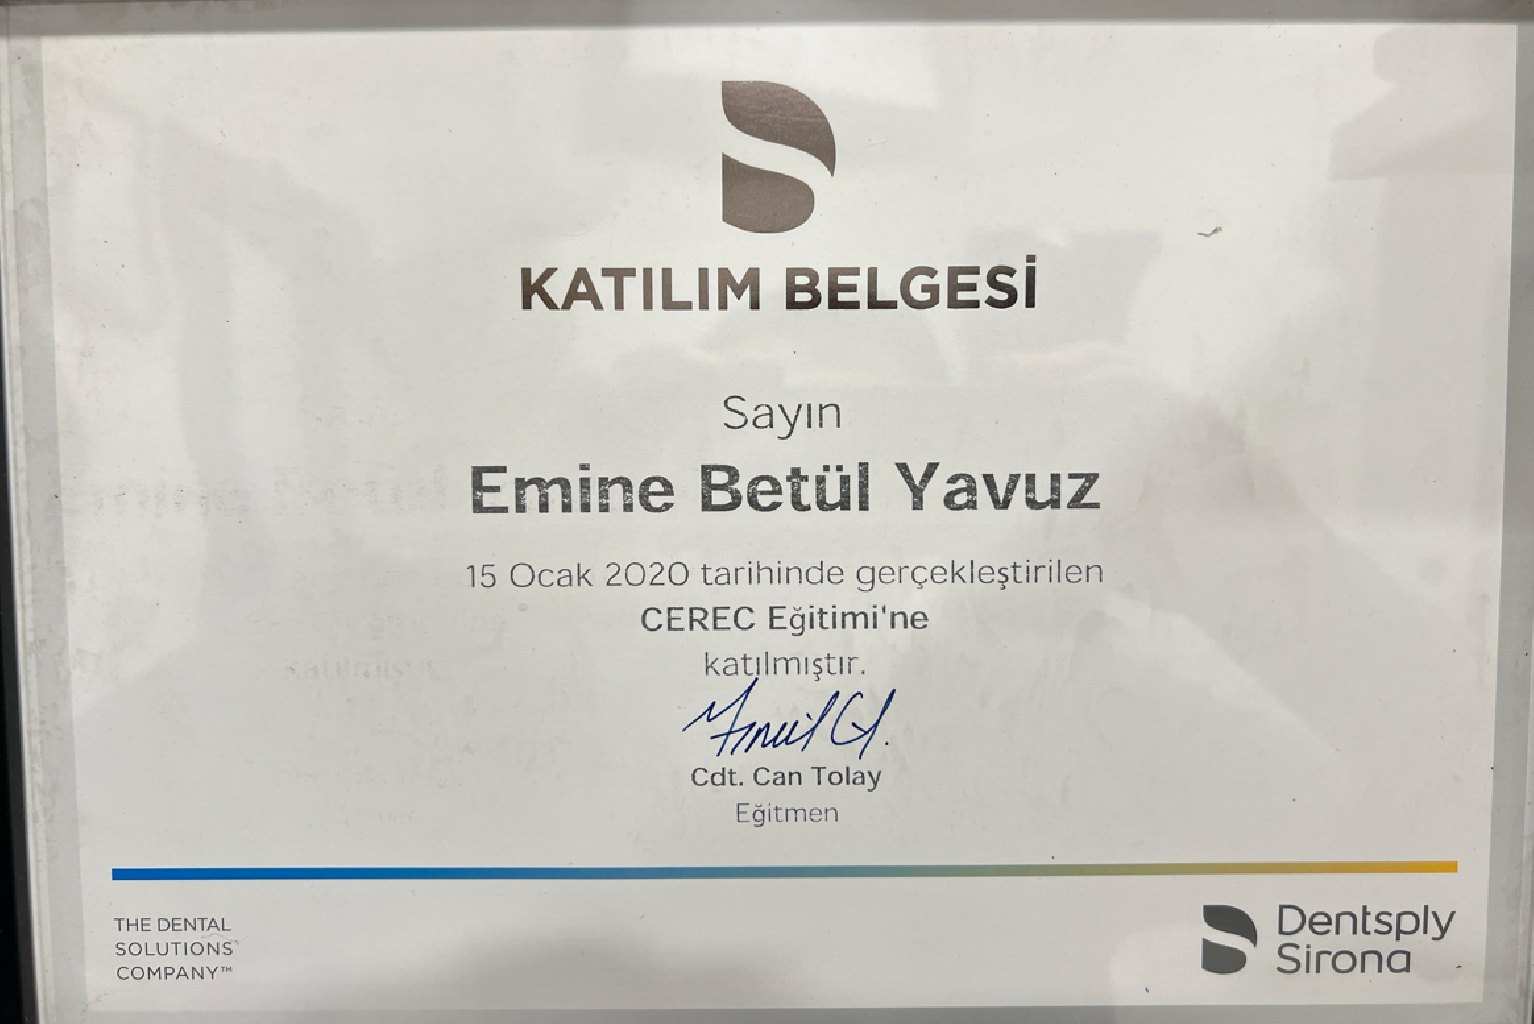 KATILIM BELGESİ
Sayın
Emine Betül Yavuz
15 Ocak 2020 tarihinde gerçekleştirilen
CEREC Eğitimi'ne
katılmıştır.
Cdt. Can Tolay
Eğitmen
THE DENTAL
SOLUTIONS
COMPANY™
Dentsply
Sirona